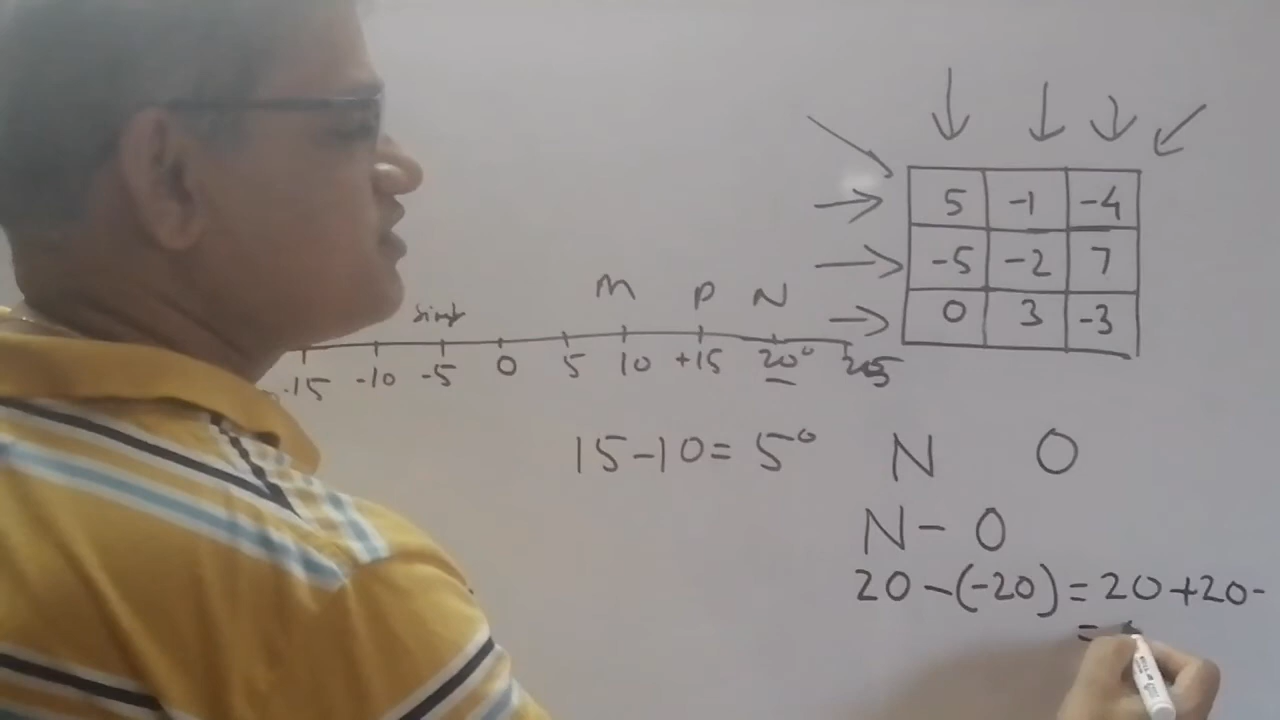 5 -1 -4
-5 -2 7
0 3 -3
M P N
-15 -10 -5 0 5 10 +15 20° 25
15-10= 5°
N O
N- O
20 -(-20) = 20 +20-
=